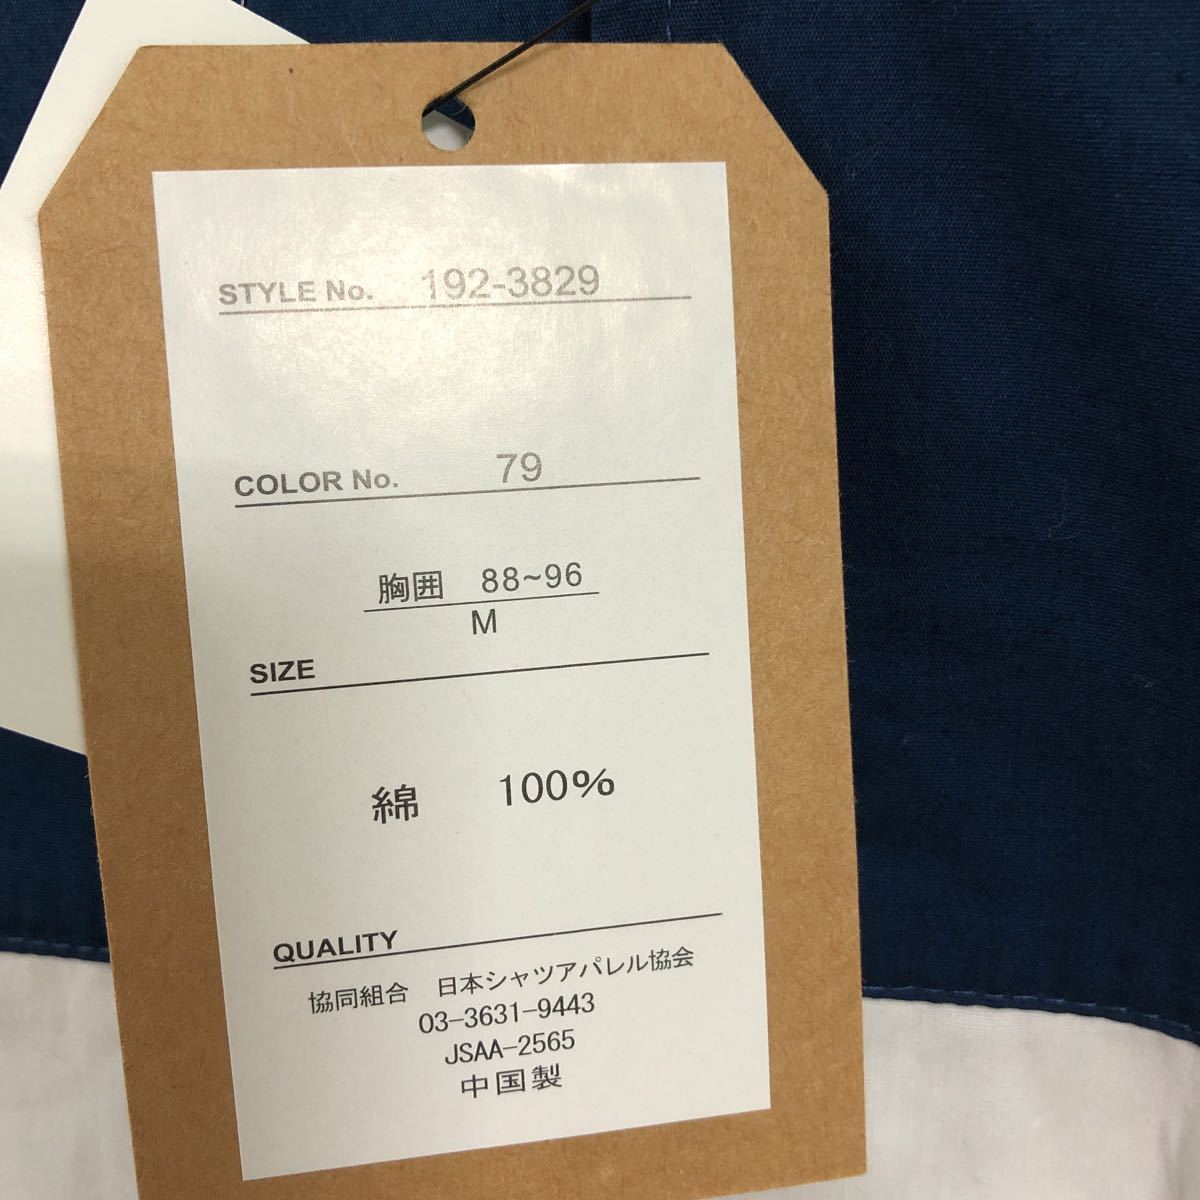 STYLE No. 192-3829
COLOR No. 79
胸囲 88~96
M
SIZE
綿 100%
QUALITY
協同組合 日本シャツアパレル協会
03-3631-9443
JSAA-2565
中国製